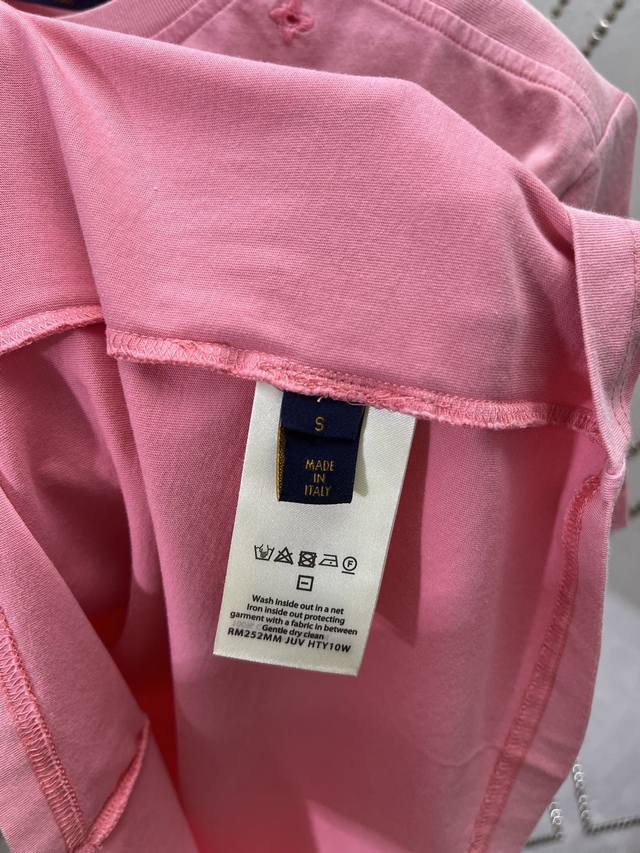 S
MADE
IN
ITALY
F
Wash inside out in a net
Iron inside out protecting
garment with a fabric in between
Gentle dry clean
RM252MM JUV HTY10W